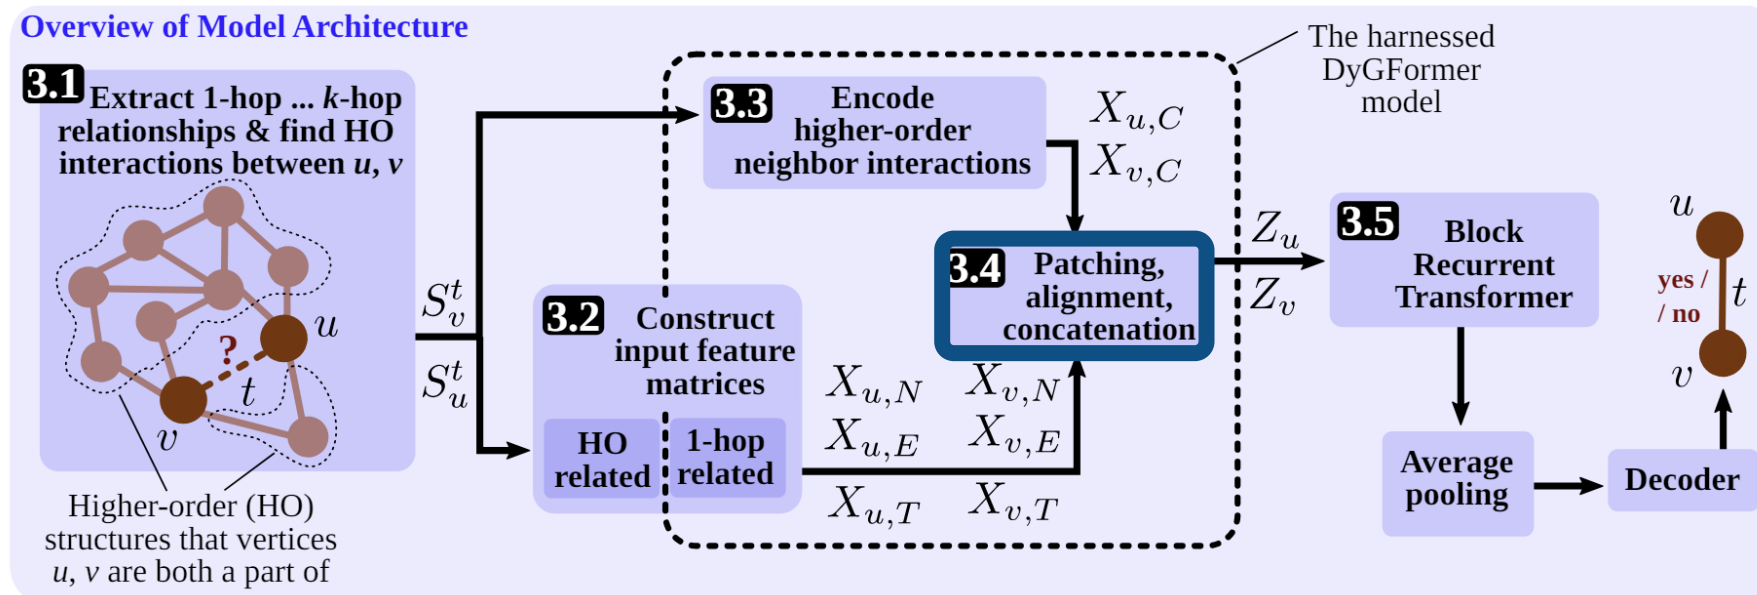 Overview of Model Architecture
3.1
Extract 1-hop ... k-hop
relationships & find HO
interactions between u, v
?
u
t
v
Higher-order (HO)
structures that vertices
u, v are both a part of
S_v^t
S_u^t
3.2
Construct
input feature
matrices
HO
related
1-hop
related
3.3
Encode
higher-order
neighbor interactions
X_{u,C}
X_{v,C}
The harnessed
DyGFormer
model
3.4
Patching,
alignment,
concatenation
X_{u,N} X_{v,N}
X_{u,E} X_{v,E}
X_{u,T} X_{v,T}
Z_u
Z_v
3.5
Block
Recurrent
Transformer
Average
pooling
Decoder
u
yes /
/ no
t
v